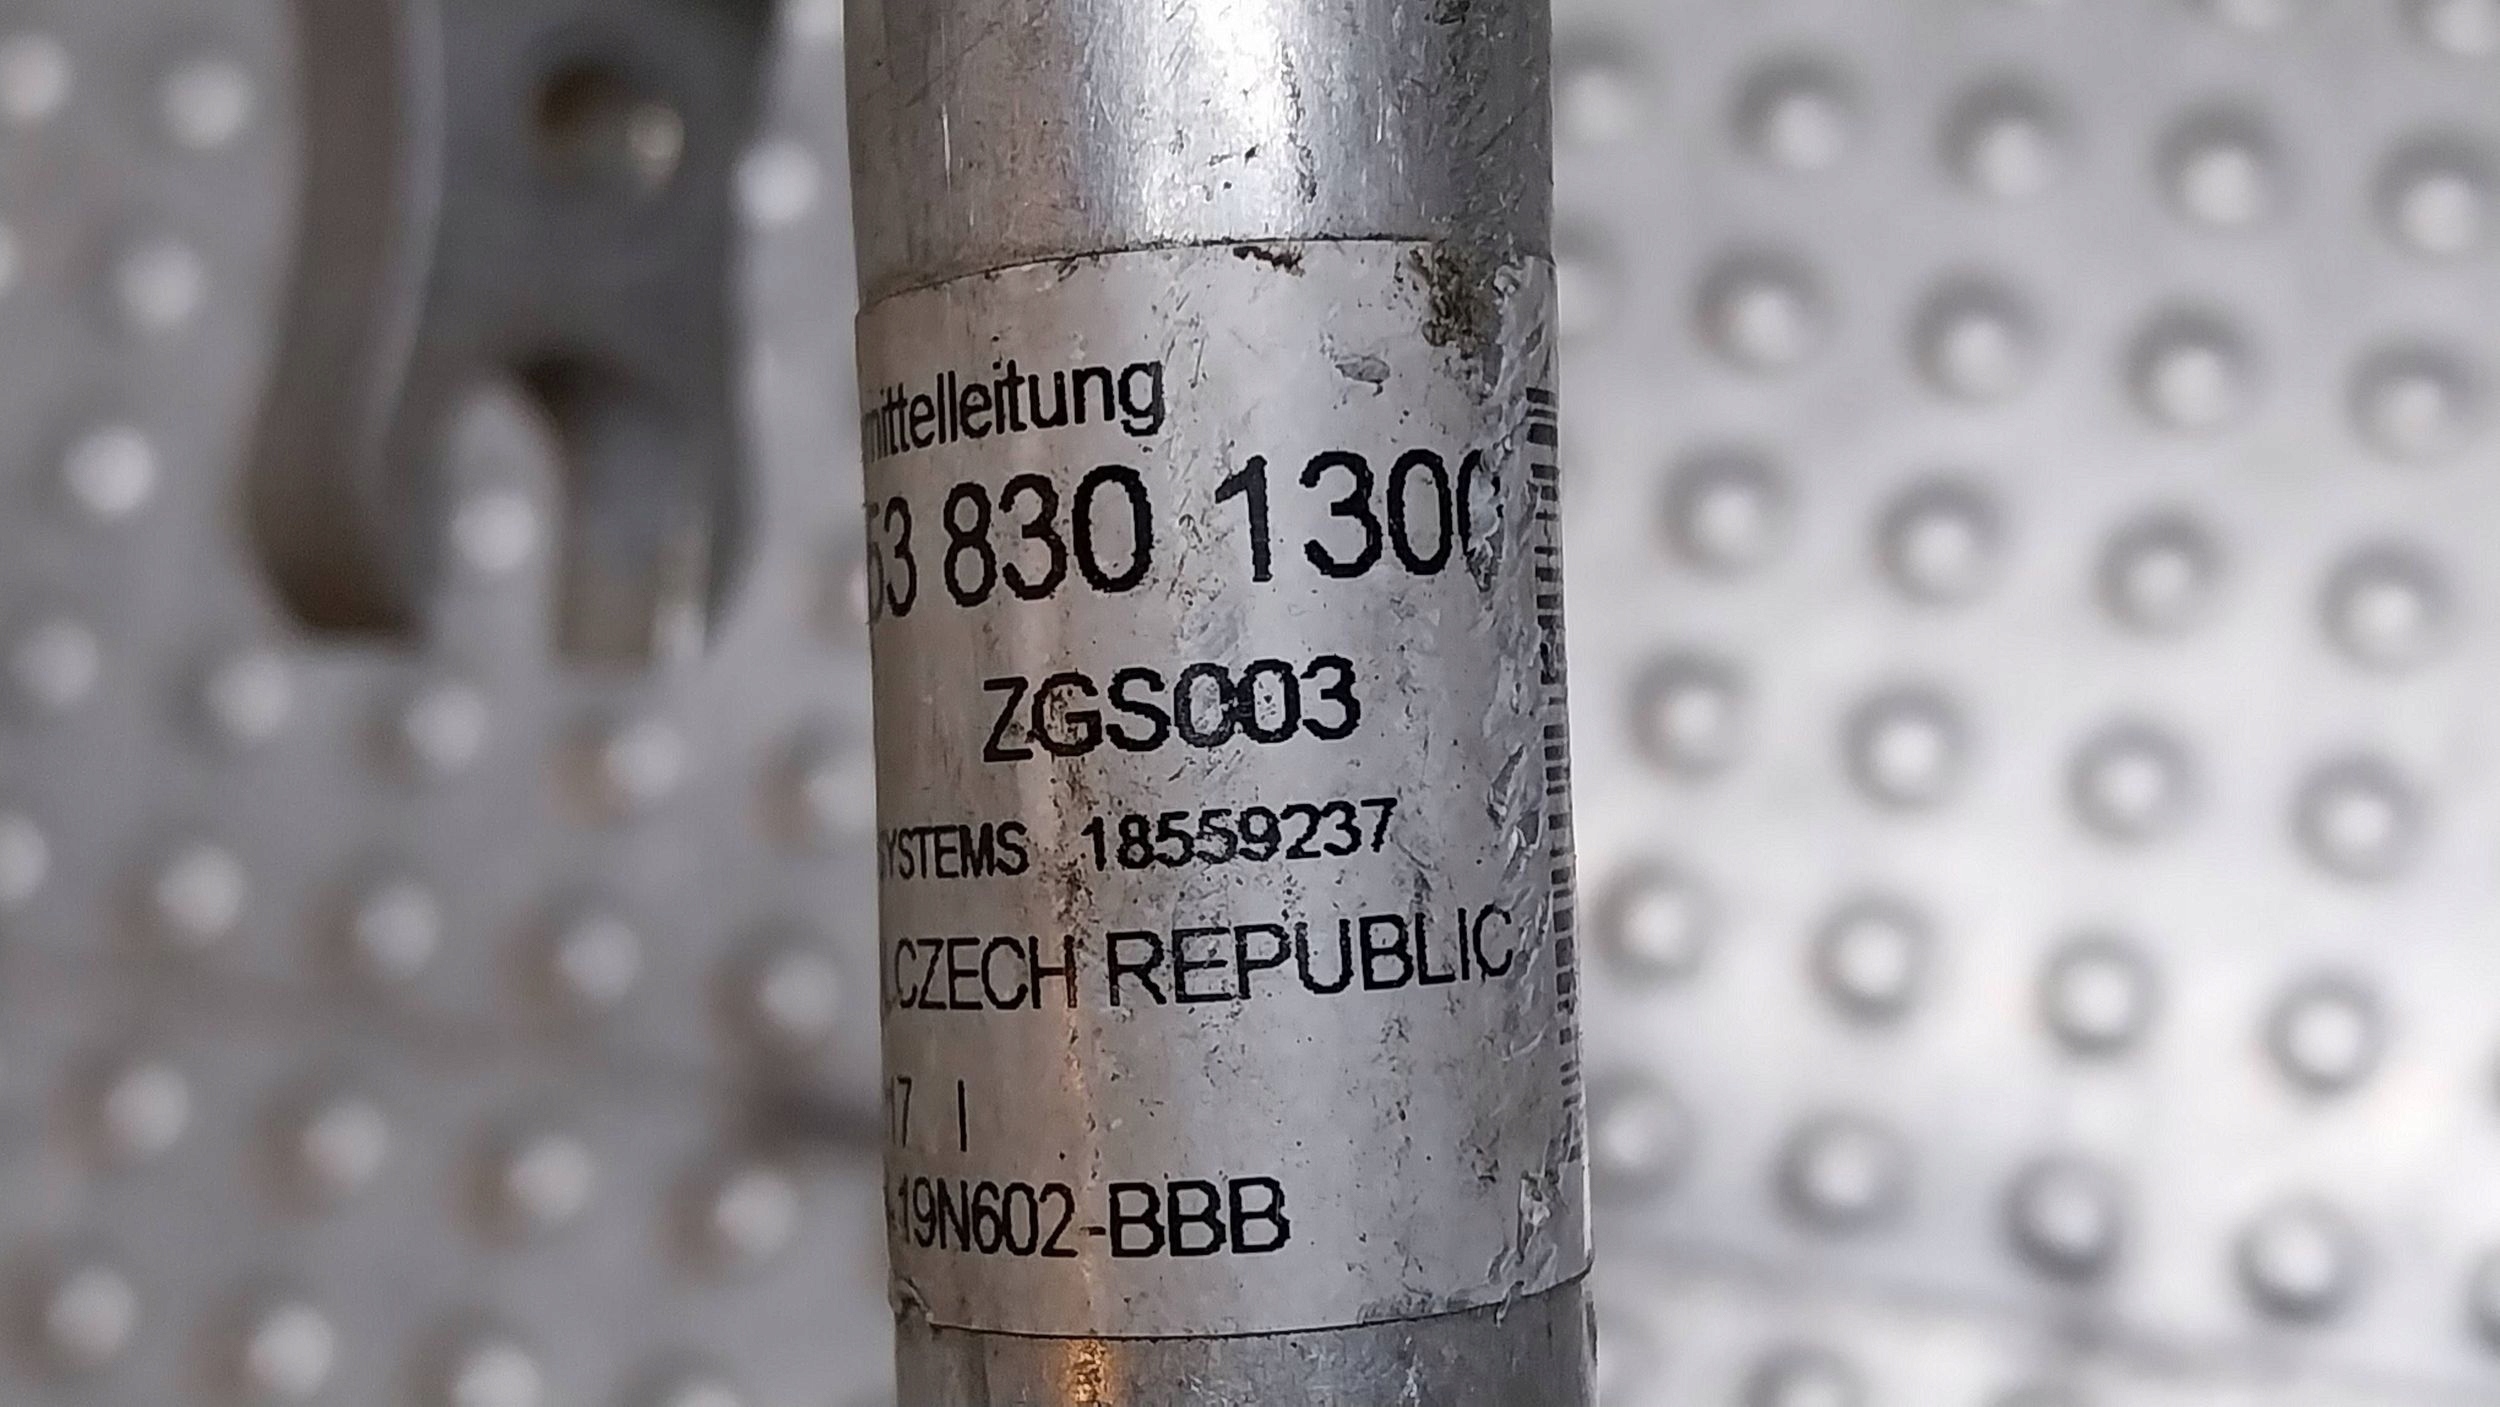 mittelleitung
53 830 1300
ZGS003
SYSTEMS 18559237
CZECH REPUBLIC
17 I
19N602-BBB